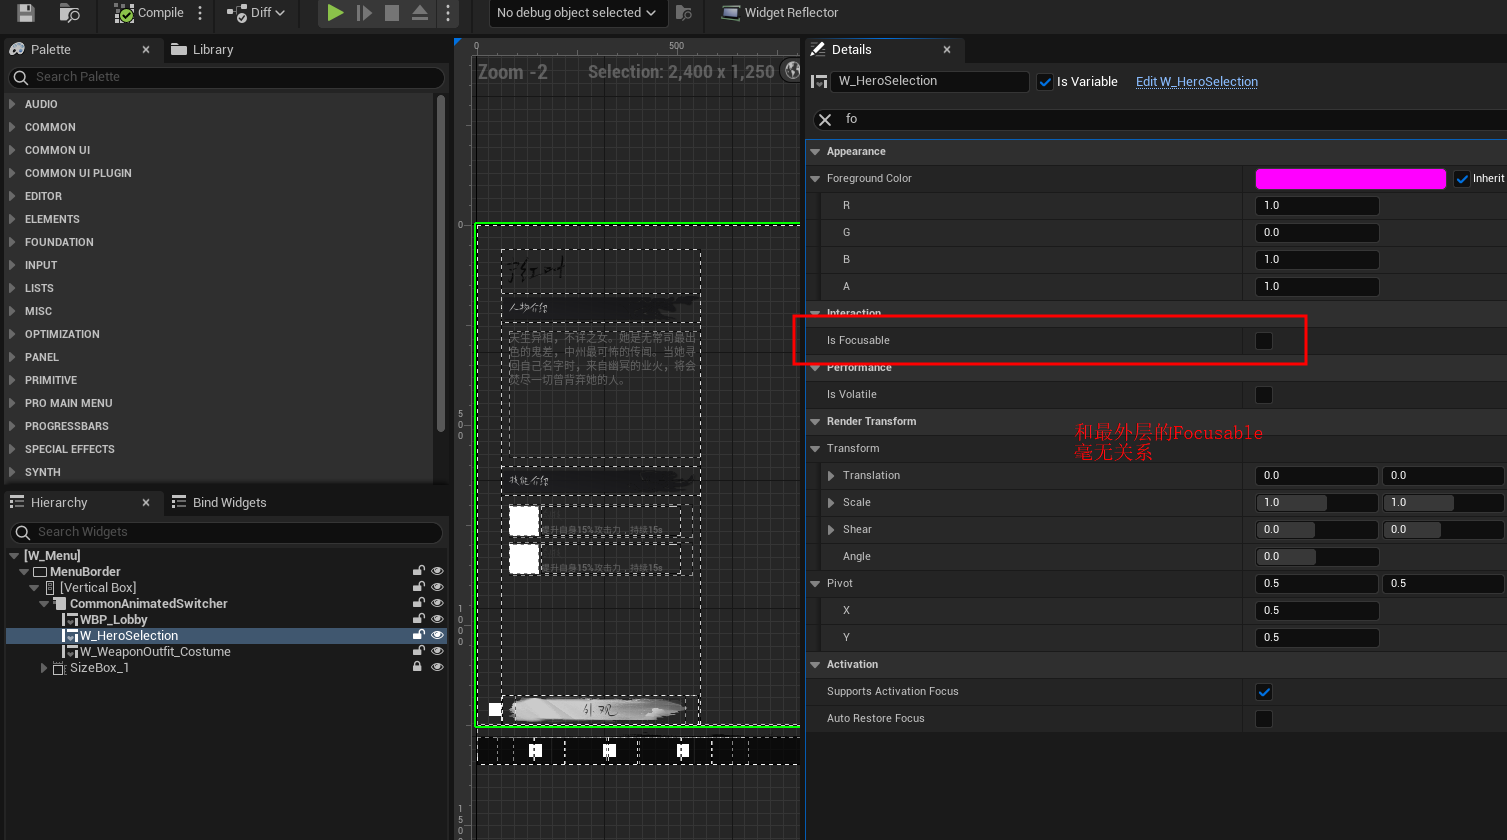 Compile
Diff
No debug object selected
Widget Reflector
Palette
Library
Search Palette
AUDIO
COMMON
COMMON UI
COMMON UI PLUGIN
EDITOR
ELEMENTS
FOUNDATION
INPUT
LISTS
MISC
OPTIMIZATION
PANEL
PRIMITIVE
PRO MAIN MENU
PROGRESSBARS
SPECIAL EFFECTS
SYNTH
Hierarchy
Bind Widgets
Search Widgets
[W_Menu]
MenuBorder
[Vertical Box]
CommonAnimatedSwitcher
WBP_Lobby
W_HeroSelection
W_WeaponOutfit_Costume
SizeBox_1
0
500
Zoom -2
Selection: 2,400 x 1,250
0
500
1000
150
人物介绍
天生异相，不详之女。她是无常司最出
色的鬼差，中州最可怖的传闻。当她寻
回自己名字时，来自幽冥的业火，将会
焚尽一切曾背弃她的人。
技能介绍
提升自身15%攻击力，持续15s
提升自身15%攻击力，持续15s
外观
Details
W_HeroSelection
Is Variable
Edit W_HeroSelection
fo
Appearance
Foreground Color
Inherit
R
1.0
G
0.0
B
1.0
A
1.0
Interaction
Is Focusable
Performance
Is Volatile
Render Transform
和最外层的Focusable
毫无关系
Transform
Translation
0.0
0.0
Scale
1.0
1.0
Shear
0.0
0.0
Angle
0.0
Pivot
0.5
0.5
X
0.5
Y
0.5
Activation
Supports Activation Focus
Auto Restore Focus